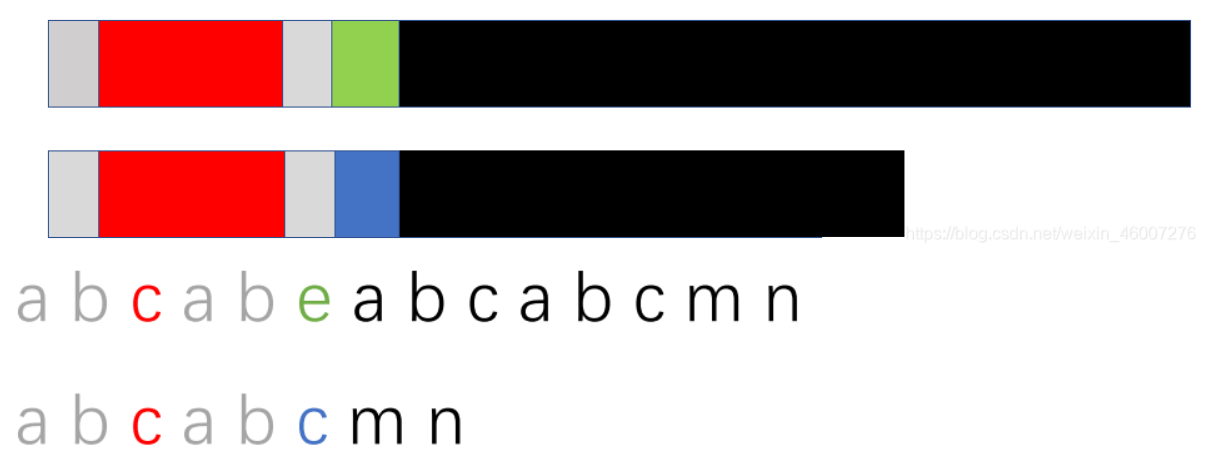 https://blog.csdn.net/weixin_46007276
a b c a b e a b c a b c m n
a b c a b c m n